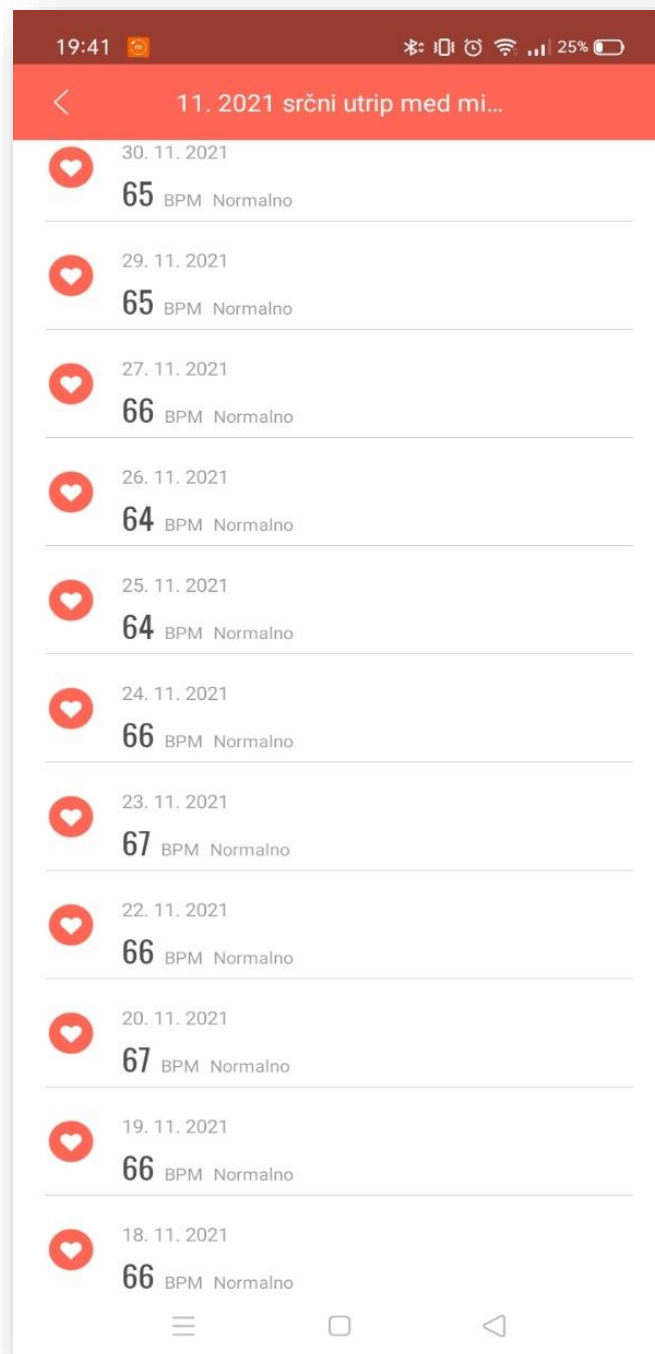 19:41 25%
11. 2021 srčni utrip med mi...
30. 11. 2021
65 BPM Normalno
29. 11. 2021
65 BPM Normalno
27. 11. 2021
66 BPM Normalno
26. 11. 2021
64 BPM Normalno
25. 11. 2021
64 BPM Normalno
24. 11. 2021
66 BPM Normalno
23. 11. 2021
67 BPM Normalno
22. 11. 2021
66 BPM Normalno
20. 11. 2021
67 BPM Normalno
19. 11. 2021
66 BPM Normalno
18. 11. 2021
66 BPM Normalno